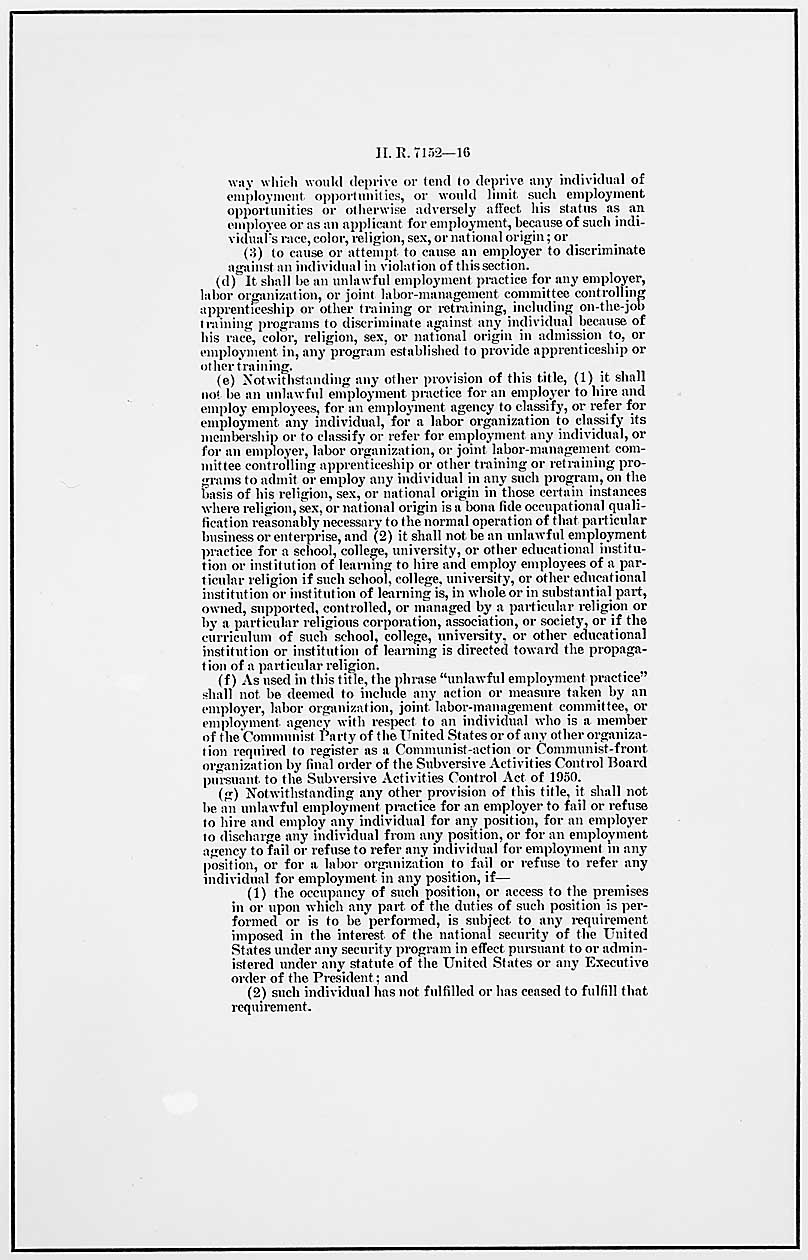 H. R. 7152—16
way which would deprive or tend to deprive any individual of
employment opportunities, or would limit such employment
opportunities or otherwise adversely affect his status as an
employee or as an applicant for employment, because of such indi-
vidual's race, color, religion, sex, or national origin; or
(3) to cause or attempt to cause an employer to discriminate
against an individual in violation of this section.
(d) It shall be an unlawful employment practice for any employer,
labor organization, or joint labor-management committee controlling
apprenticeship or other training or retraining, including on-the-job
training programs to discriminate against any individual because of
his race, color, religion, sex, or national origin in admission to, or
employment in, any program established to provide apprenticeship or
other training.
(e) Notwithstanding any other provision of this title, (1) it shall
not be an unlawful employment practice for an employer to hire and
employ employees, for an employment agency to classify, or refer for
employment any individual, for a labor organization to classify its
membership or to classify or refer for employment any individual, or
for an employer, labor organization, or joint labor-management com-
mittee controlling apprenticeship or other training or retraining pro-
grams to admit or employ any individual in any such program, on the
basis of his religion, sex, or national origin in those certain instances
where religion, sex, or national origin is a bona fide occupational quali-
fication reasonably necessary to the normal operation of that particular
business or enterprise, and (2) it shall not be an unlawful employment
practice for a school, college, university, or other educational institu-
tion or institution of learning to hire and employ employees of a par-
ticular religion if such school, college, university, or other educational
institution or institution of learning is, in whole or in substantial part,
owned, supported, controlled, or managed by a particular religion or
by a particular religious corporation, association, or society, or if the
curriculum of such school, college, university, or other educational
institution or institution of learning is directed toward the propaga-
tion of a particular religion.
(f) As used in this title, the phrase “unlawful employment practice”
shall not be deemed to include any action or measure taken by an
employer, labor organization, joint labor-management committee, or
employment agency with respect to an individual who is a member
of the Communist Party of the United States or of any other organiza-
tion required to register as a Communist-action or Communist-front
organization by final order of the Subversive Activities Control Board
pursuant to the Subversive Activities Control Act of 1950.
(g) Notwithstanding any other provision of this title, it shall not
be an unlawful employment practice for an employer to fail or refuse
to hire and employ any individual for any position, for an employer
to discharge any individual from any position, or for an employment
agency to fail or refuse to refer any individual for employment in any
position, or for a labor organization to fail or refuse to refer any
individual for employment in any position, if—
(1) the occupancy of such position, or access to the premises
in or upon which any part of the duties of such position is per-
formed or is to be performed, is subject to any requirement
imposed in the interest of the national security of the United
States under any security program in effect pursuant to or admin-
istered under any statute of the United States or any Executive
order of the President; and
(2) such individual has not fulfilled or has ceased to fulfill that
requirement.